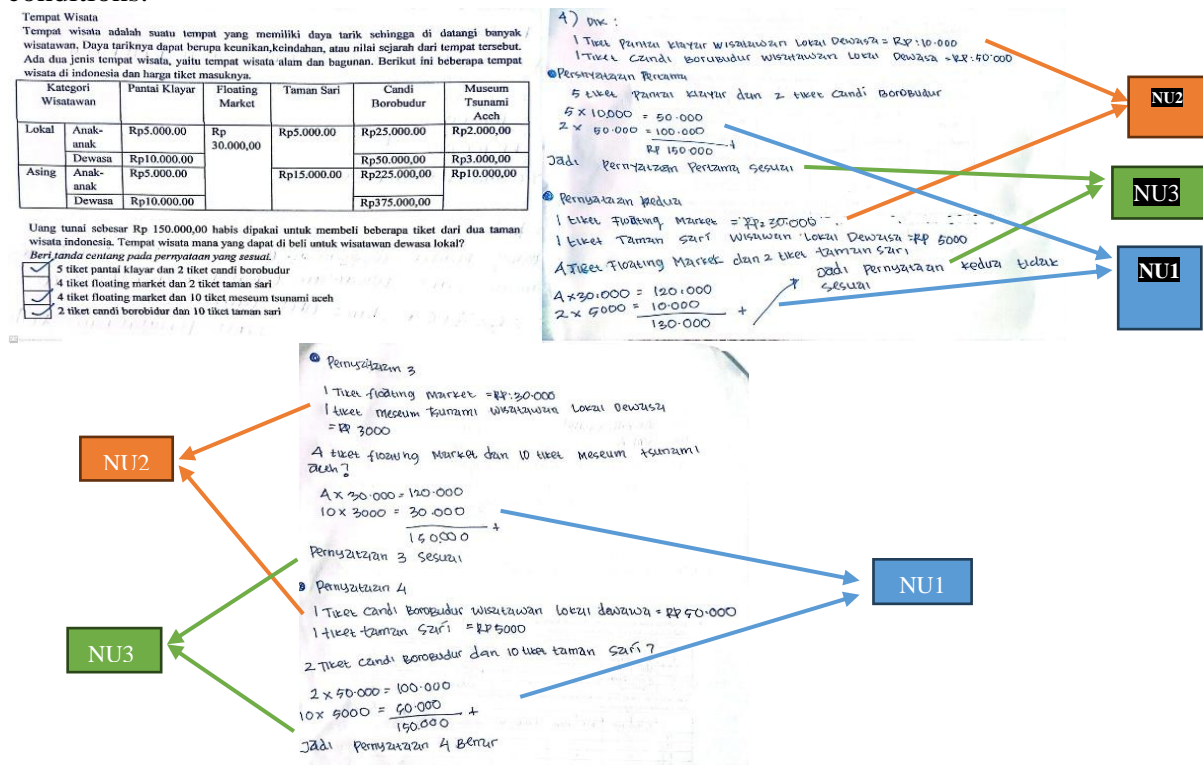 conditions.
Tempat Wisata
Tempat wisata adalah suatu tempat yang memiliki daya tarik sehingga di datangi banyak
wisatawan. Daya tariknya dapat berupa keunikan,keindahan, atau nilai sejarah dari tempat tersebut.
Ada dua jenis tempat wisata, yaitu tempat wisata alam dan bagunan. Berikut ini beberapa tempat
wisata di indonesia dan harga tiket masuknya.
Kategori Wisatawan Pantai Klayar Floating Market Taman Sari Candi Borobudur Museum Tsunami Aceh
Lokal Anak-anak Rp5.000.00 Rp 30.000,00 Rp5.000.00 Rp25.000.00 Rp2.000,00
Dewasa Rp10.000.00 Rp50.000,00 Rp3.000,00
Asing Anak-anak Rp5.000.00 Rp15.000.00 Rp225.000,00 Rp10.000,00
Dewasa Rp10.000.00 Rp375.000,00
Uang tunai sebesar Rp 150.000,00 habis dipakai untuk membeli beberapa tiket dari dua taman
wisata indonesia. Tempat wisata mana yang dapat di beli untuk wisatawan dewasa lokal?
Beri tanda centang pada pernyataan yang sesuai.
5 tiket pantai klayar dan 2 tiket candi borobudur
4 tiket floating market dan 2 tiket taman sari
4 tiket floating market dan 10 tiket meseum tsunami aceh
2 tiket candi borobidur dan 10 tiket taman sari
4) Dik :
1 Tiket Pantai Klayar wisatawan Lokal Dewasa = RP:10.000
1 Tiket Candi Borubudur wisatawan Lokal Dewasa = RP:50.000
Pertama
5 tiket Pantai Klayar dan 2 tiket Candi Borobudur
5 x 10.000 = 50.000
2 x 50.000 = 100.000 +
RP 150.000
Jadi Pernyataan Pertama sesuai
Pernyataan kedua
1 tiket Floating Market = RP: 30.000
1 tiket Taman Sari Lokal Dewasa = RP 5000
4 Tiket Floating Market dan 2 tiket taman sari
4x30.000 = 120.000
2 x 5000 = 10.000 +
130.000
Jadi Pernyataan kedua tidak
sesuai
NU2
NU3
NU1
Pernyataan 3
1 Tiket floating market = RP:30.000
1 tiket meseum tsunami wisatawan Lokal Dewasa
= RP 3000
4 tiket floating Market dan 10 tiket meseum tsunami
aceh?
4 x 30.000 = 120.000
10 x 3000 = 30.000 +
150.000
Pernyataan 3 sesuai
Pernyataan 4
1 Tiket Candi Borobudur wisatawan lokal = RP 50.000
1 tiket taman sari = RP 5000
2 Tiket Candi Borobudur dan 10 tiket taman sari?
2 x 50.000 = 100.000
10x 5000 = 50.000 +
150.000
Jadi Pernyataan 4 Benar
NU2
NU3
NU1